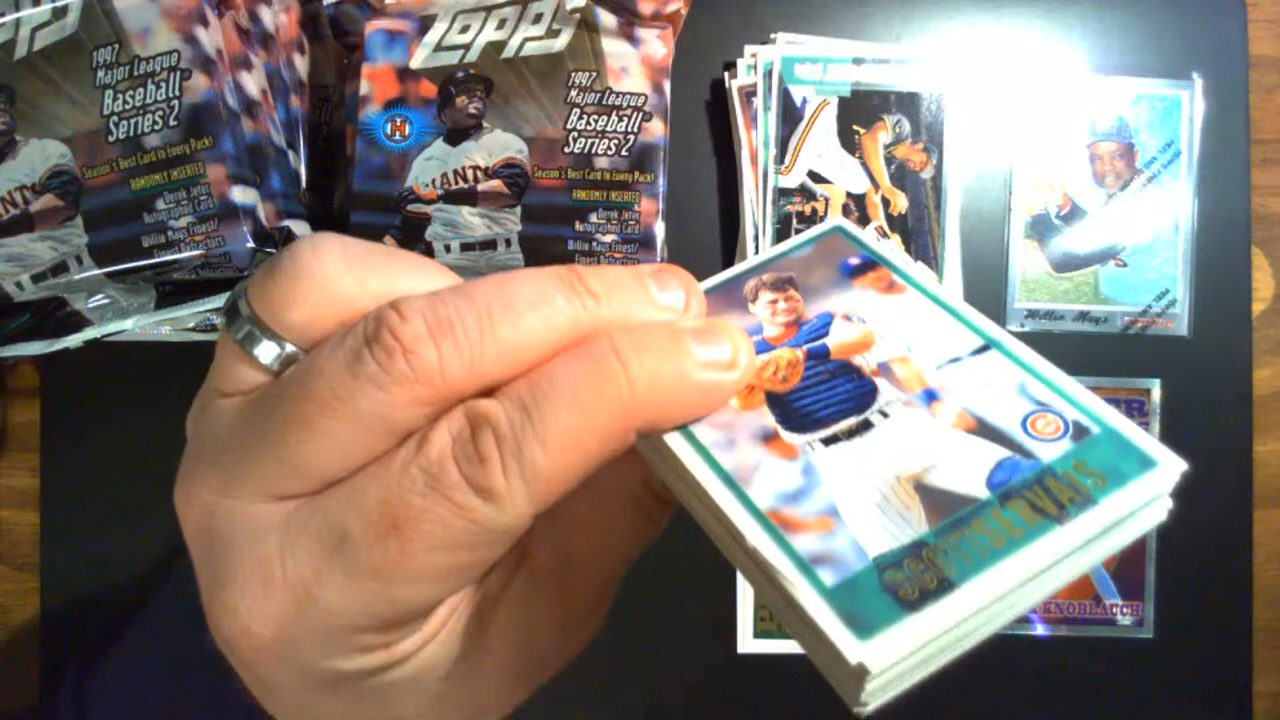 Topps
1997
Major League
Baseball
Series 2
Season's Best Card In Every Pack!
RANDOMLY INSERTED
Derek Jeter
Autographed Card
Willie Mays Finest/
Finest Refractors
Topps
1997
Major League
Baseball
Series 2
Season's Best Card In Every Pack!
RANDOMLY INSERTED
Derek Jeter
Autographed Card
Willie Mays Finest/
Finest Refractors
H
GIANTS
Willie Mays
SCOTT SERVAIS
KNOBLAUCH